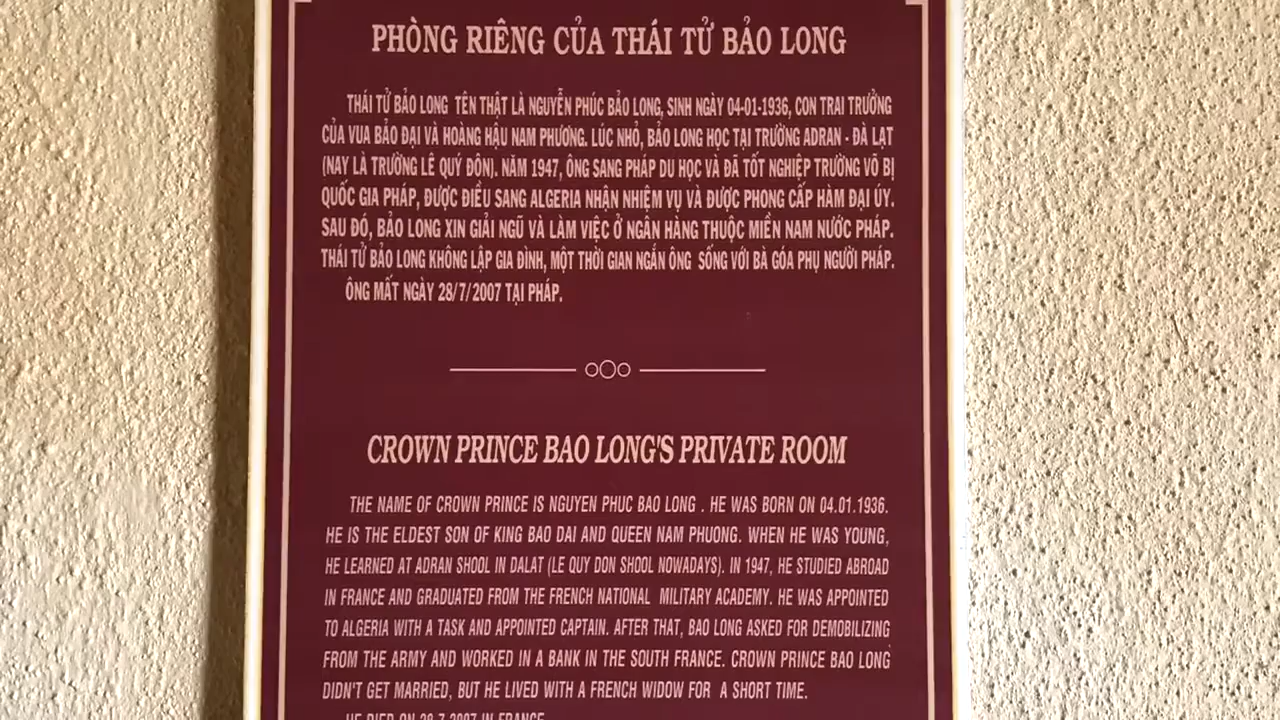 PHÒNG RIÊNG CỦA THÁI TỬ BẢO LONG
THÁI TỬ BẢO LONG TÊN THẬT LÀ NGUYỄN PHÚC BẢO LONG, SINH NGÀY 04-01-1936, CON TRAI TRƯỞNG
CỦA VUA BẢO ĐẠI VÀ HOÀNG HẬU NAM PHƯƠNG. LÚC NHỎ, BẢO LONG HỌC TẠI TRƯỜNG ADRAN - ĐÀ LẠT
(NAY LÀ TRƯỜNG LÊ QUÝ ĐÔN). NĂM 1947, ÔNG SANG PHÁP DU HỌC VÀ ĐÃ TỐT NGHIỆP TRƯỜNG VÕ BỊ
QUỐC GIA PHÁP, ĐƯỢC ĐIỀU SANG ALGERIA NHẬN NHIỆM VỤ VÀ ĐƯỢC PHONG CẤP HÀM ĐẠI ÚY.
SAU ĐÓ, BẢO LONG XIN GIẢI NGŨ VÀ LÀM VIỆC Ở NGÂN HÀNG THUỘC MIỀN NAM NƯỚC PHÁP.
THÁI TỬ BẢO LONG KHÔNG LẬP GIA ĐÌNH, MỘT THỜI GIAN NGẮN ÔNG SỐNG VỚI BÀ GÓA PHỤ NGƯỜI PHÁP.
ÔNG MẤT NGÀY 28/7/2007 TẠI PHÁP.
CROWN PRINCE BAO LONG'S PRIVATE ROOM
THE NAME OF CROWN PRINCE IS NGUYEN PHUC BAO LONG . HE WAS BORN ON 04.01.1936.
HE IS THE ELDEST SON OF KING BAO DAI AND QUEEN NAM PHUONG. WHEN HE WAS YOUNG,
HE LEARNED AT ADRAN SHOOL IN DALAT (LE QUY DON SHOOL NOWADAYS). IN 1947, HE STUDIED ABROAD
IN FRANCE AND GRADUATED FROM THE FRENCH NATIONAL MILITARY ACADEMY. HE WAS APPOINTED
TO ALGERIA WITH A TASK AND APPOINTED CAPTAIN. AFTER THAT, BAO LONG ASKED FOR DEMOBILIZING
FROM THE ARMY AND WORKED IN A BANK IN THE SOUTH FRANCE. CROWN PRINCE BAO LONG
DIDN'T GET MARRIED, BUT HE LIVED WITH A FRENCH WIDOW FOR A SHORT TIME.
HE DIED ON 28.7.2007 IN FRANCE